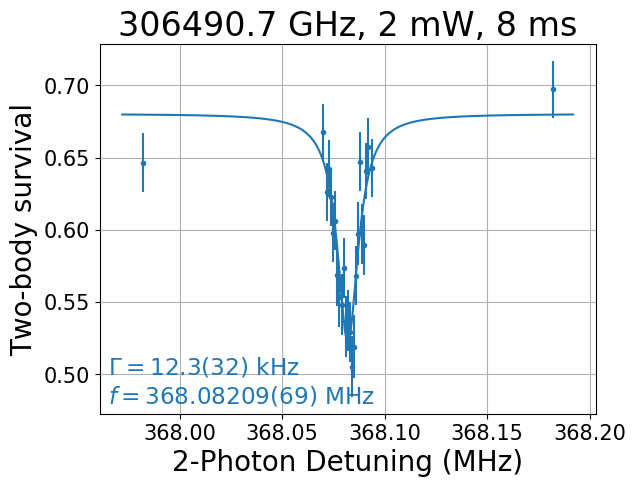 306490.7 GHz, 2 mW, 8 ms
Two-body survival
0.70
0.65
0.60
0.55
0.50
Γ = 12.3(32) kHz
f = 368.08209(69) MHz
368.00 368.05 368.10 368.15 368.20
2-Photon Detuning (MHz)